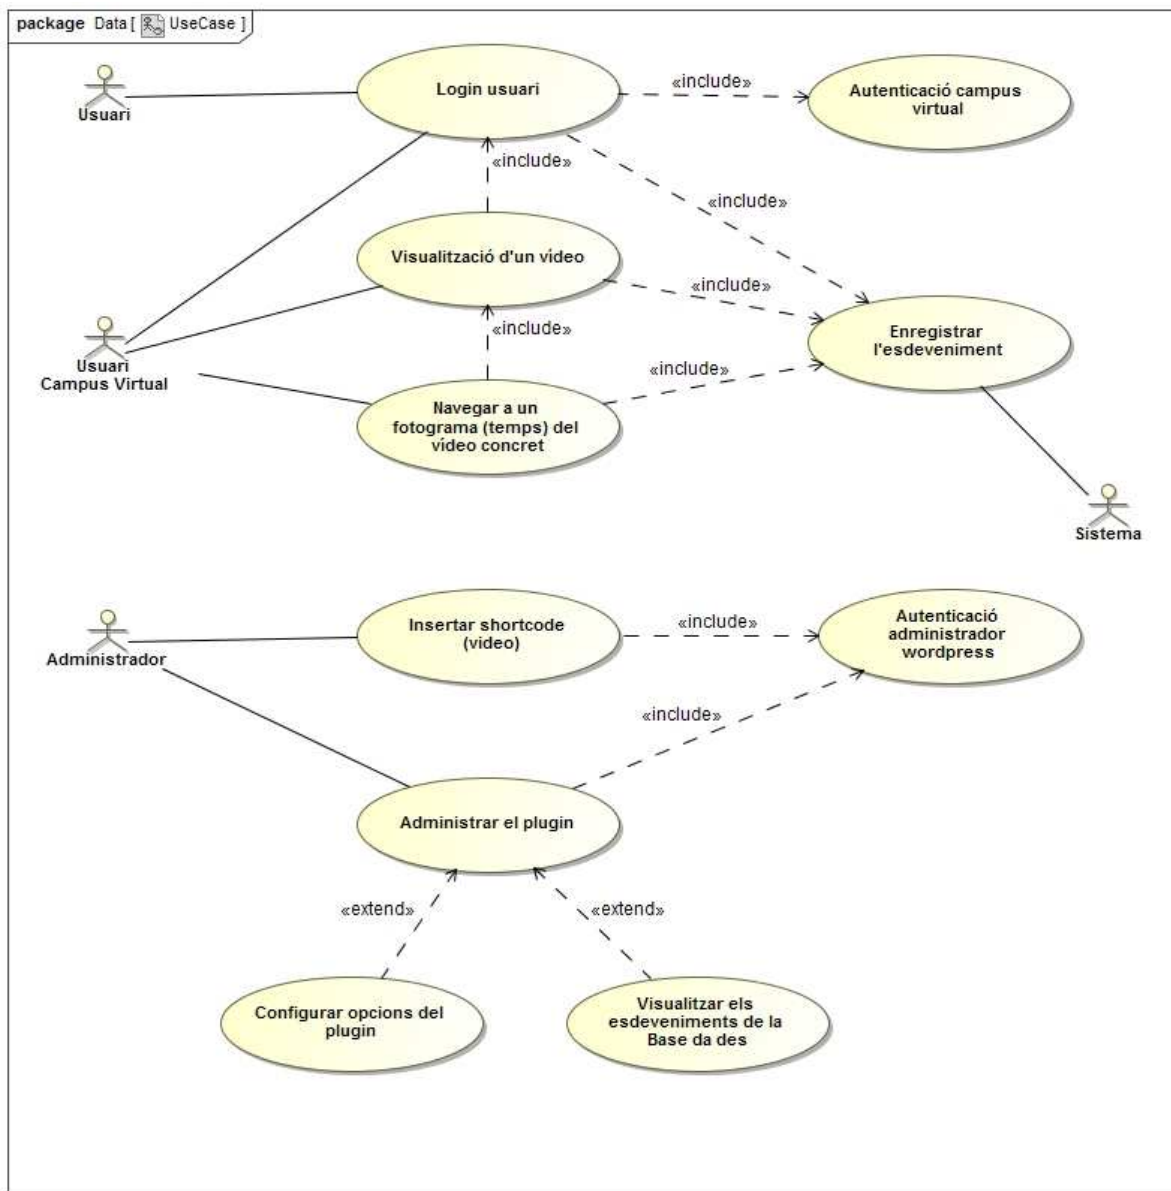 package Data [ UseCase ]
Usuari
Login usuari
«include»
Autenticació campus
virtual
«include»
«include»
Visualització d'un vídeo
«include»
«include»
Enregistrar
l'esdeveniment
Usuari
Campus Virtual
«include»
Navegar a un
fotograma (temps) del
vídeo concret
Sistema
Administrador
Insertar shortcode
(video)
«include»
Autenticació
administrador
wordpress
«include»
Administrar el plugin
«extend»
«extend»
Configurar opcions del
plugin
Visualitzar els
esdeveniments de la
Base da des